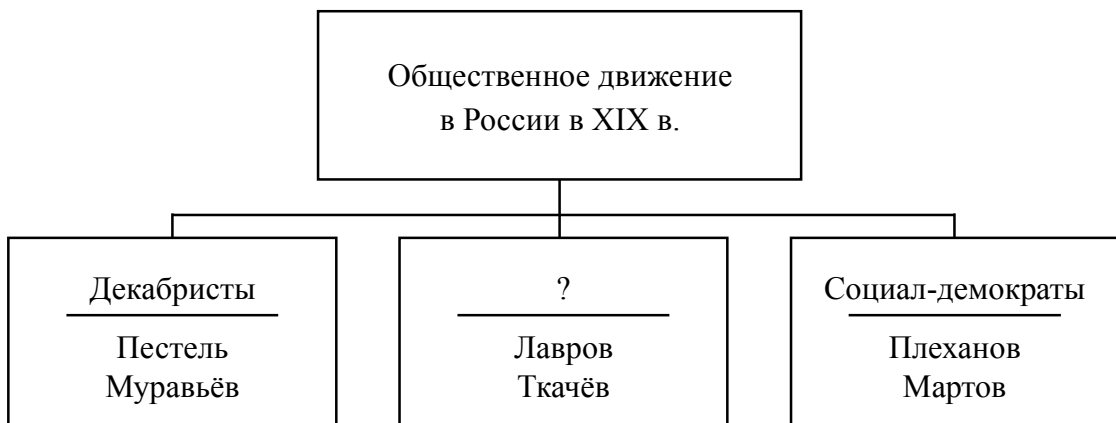 Общественное движение
в России в XIX в.
Декабристы
Пестель
Муравьёв
?
Лавров
Ткачёв
Социал-демократы
Плеханов
Мартов